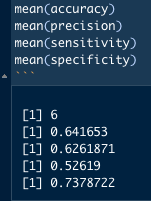 mean(accuracy)
mean(precision)
mean(sensitivity)
mean(specificity)
```
[1] 6
[1] 0.641653
[1] 0.6261871
[1] 0.52619
[1] 0.7378722